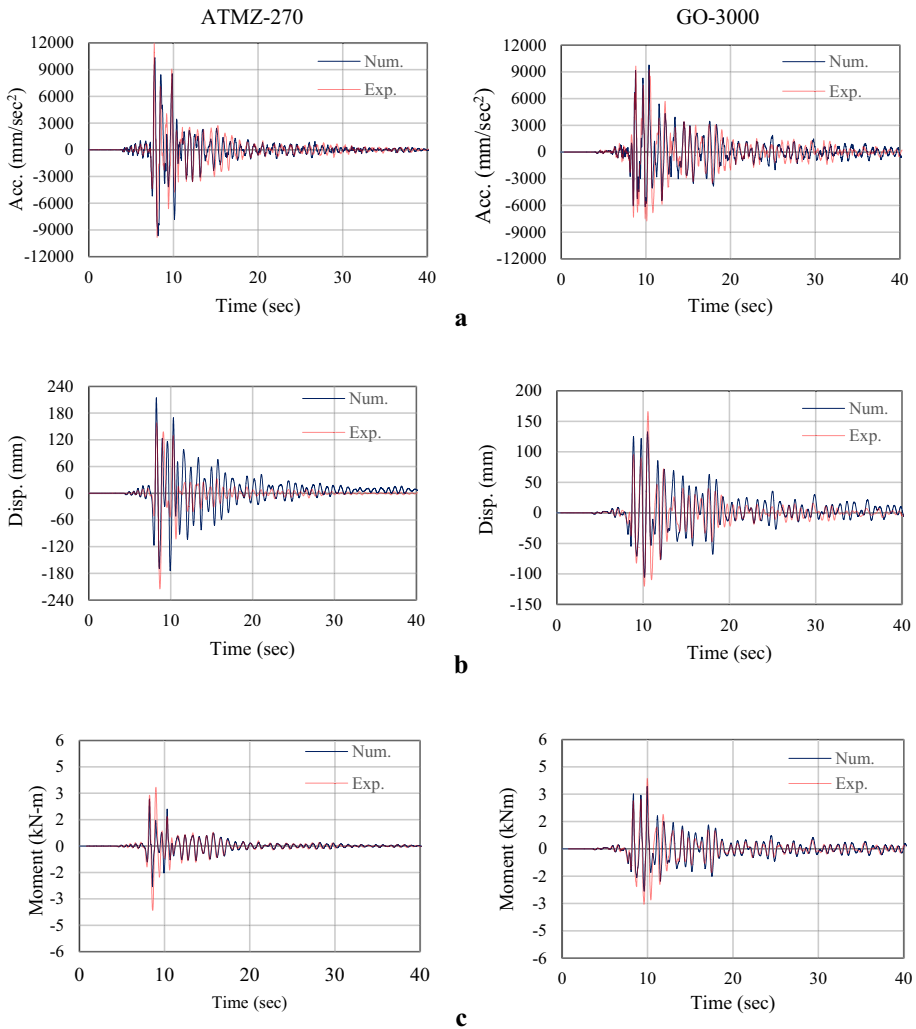 ATMZ-270
GO-3000
12000
9000
6000
3000
0
-3000
-6000
-9000
-12000
Acc. (mm/sec²)
Num.
Exp.
0 10 20 30 40
Time (sec)
12000
9000
6000
3000
0
-3000
-6000
-9000
-12000
Acc. (mm/sec²)
Num.
Exp.
0 10 20 30 40
Time (sec)
a
240
180
120
60
0
-60
-120
-180
-240
Disp. (mm)
Num.
Exp.
0 10 20 30 40
Time (sec)
200
150
100
50
0
-50
-100
-150
Disp. (mm)
Num.
Exp.
0 10 20 30 40
Time (sec)
b
6
5
3
2
0
-2
-3
-5
-6
Moment (kN-m)
Num.
Exp.
0 10 20 30 40
Time (sec)
6
5
3
2
0
-2
-3
-5
-6
Moment (kNm)
Num.
Exp.
0 10 20 30 40
Time (sec)
c